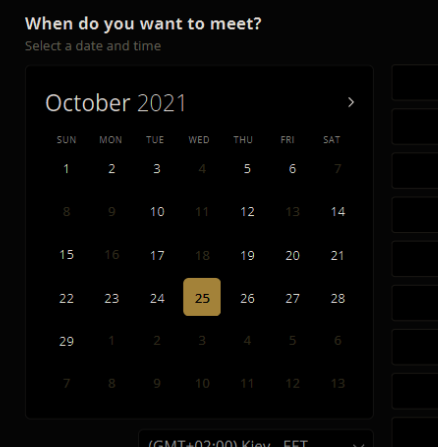 When do you want to meet?
Select a date and time
October 2021
SUN MON TUE WED THU FRI SAT
1 2 3 4 5 6 7
8 9 10 11 12 13 14
15 16 17 18 19 20 21
22 23 24 25 26 27 28
29 1 2 3 4 5 6
7 8 9 10 11 12 13
(GMT+02:00) Kiev - EET